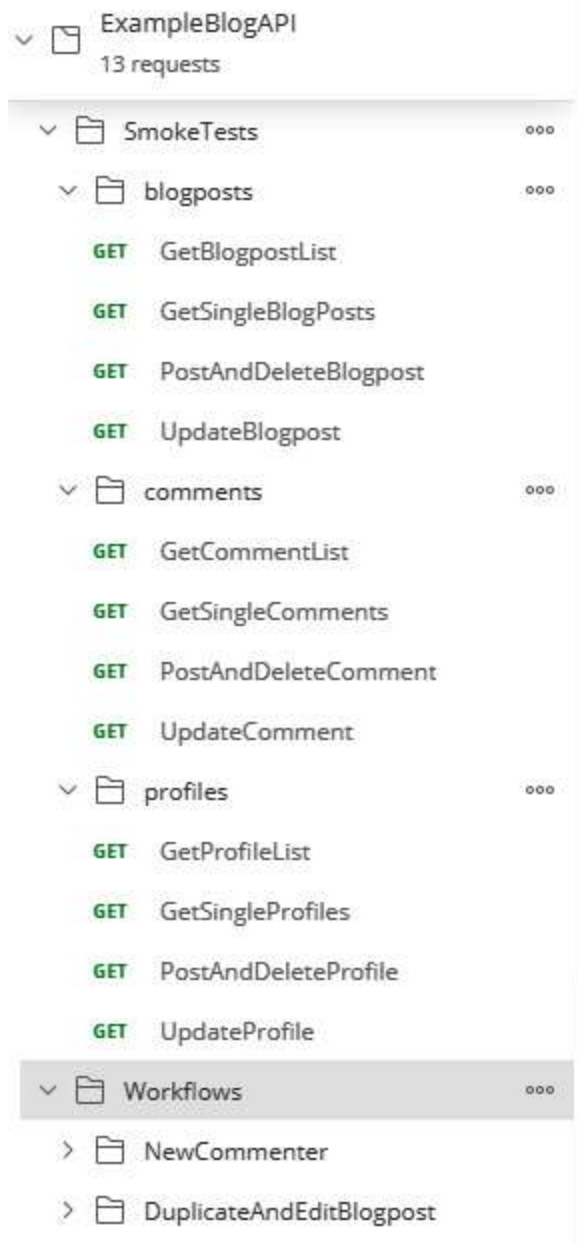 ExampleBlogAPI
13 requests
SmokeTests
blogposts
GET GetBlogpostList
GET GetSingleBlogPosts
GET PostAndDeleteBlogpost
GET UpdateBlogpost
comments
GET GetCommentList
GET GetSingleComments
GET PostAndDeleteComment
GET UpdateComment
profiles
GET GetProfileList
GET GetSingleProfiles
GET PostAndDeleteProfile
GET UpdateProfile
Workflows
NewCommenter
DuplicateAndEditBlogpost